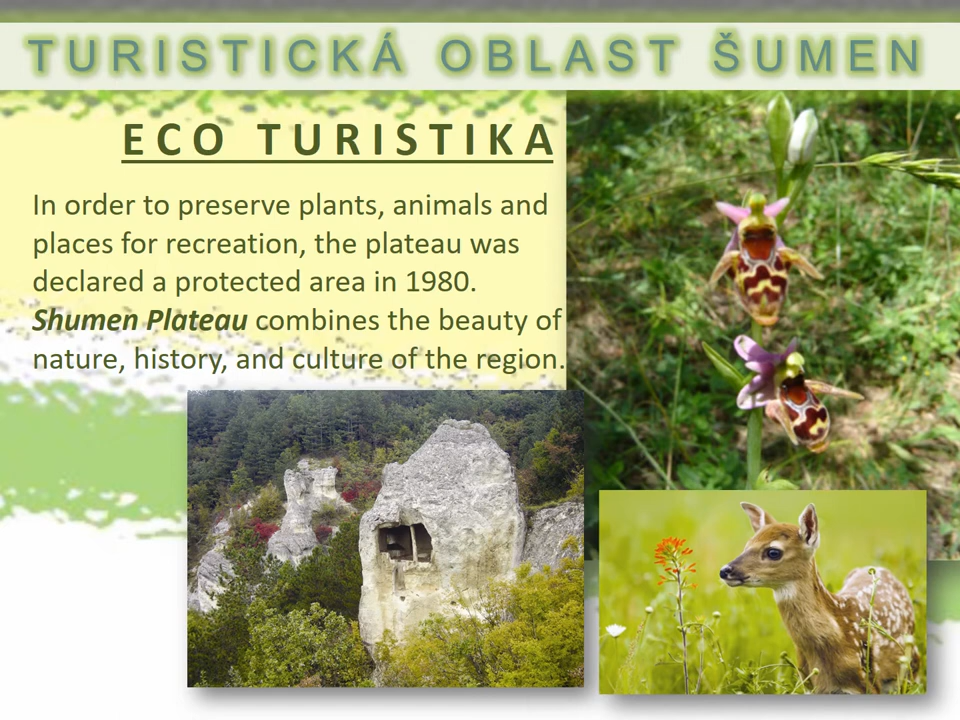 TURISTICKÁ OBLAST ŠUMEN
ECO TURISTIKA
In order to preserve plants, animals and
places for recreation, the plateau was
declared a protected area in 1980.
Shumen Plateau combines the beauty of
nature, history, and culture of the region.